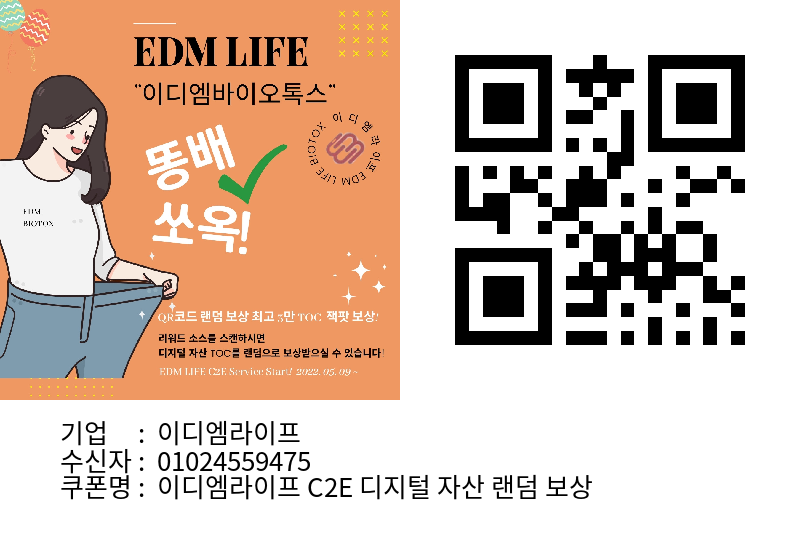 EDM LIFE
"이디엠바이오톡스"
이디엠라이프 EDM LIFE BIOTOX
똥배
쏘옥!
EDM
BIOTOX
QR코드 랜덤 보상 최고 5만 TOC 잭팟 보상!
리워드 소스를 스캔하시면
디지털 자산 TOC를 랜덤으로 보상받으실 수 있습니다!
EDM LIFE C2E Service Start! 2022. 05. 09 ~
기업 : 이디엠라이프
수신자 : 01024559475
쿠폰명 : 이디엠라이프 C2E 디지털 자산 랜덤 보상